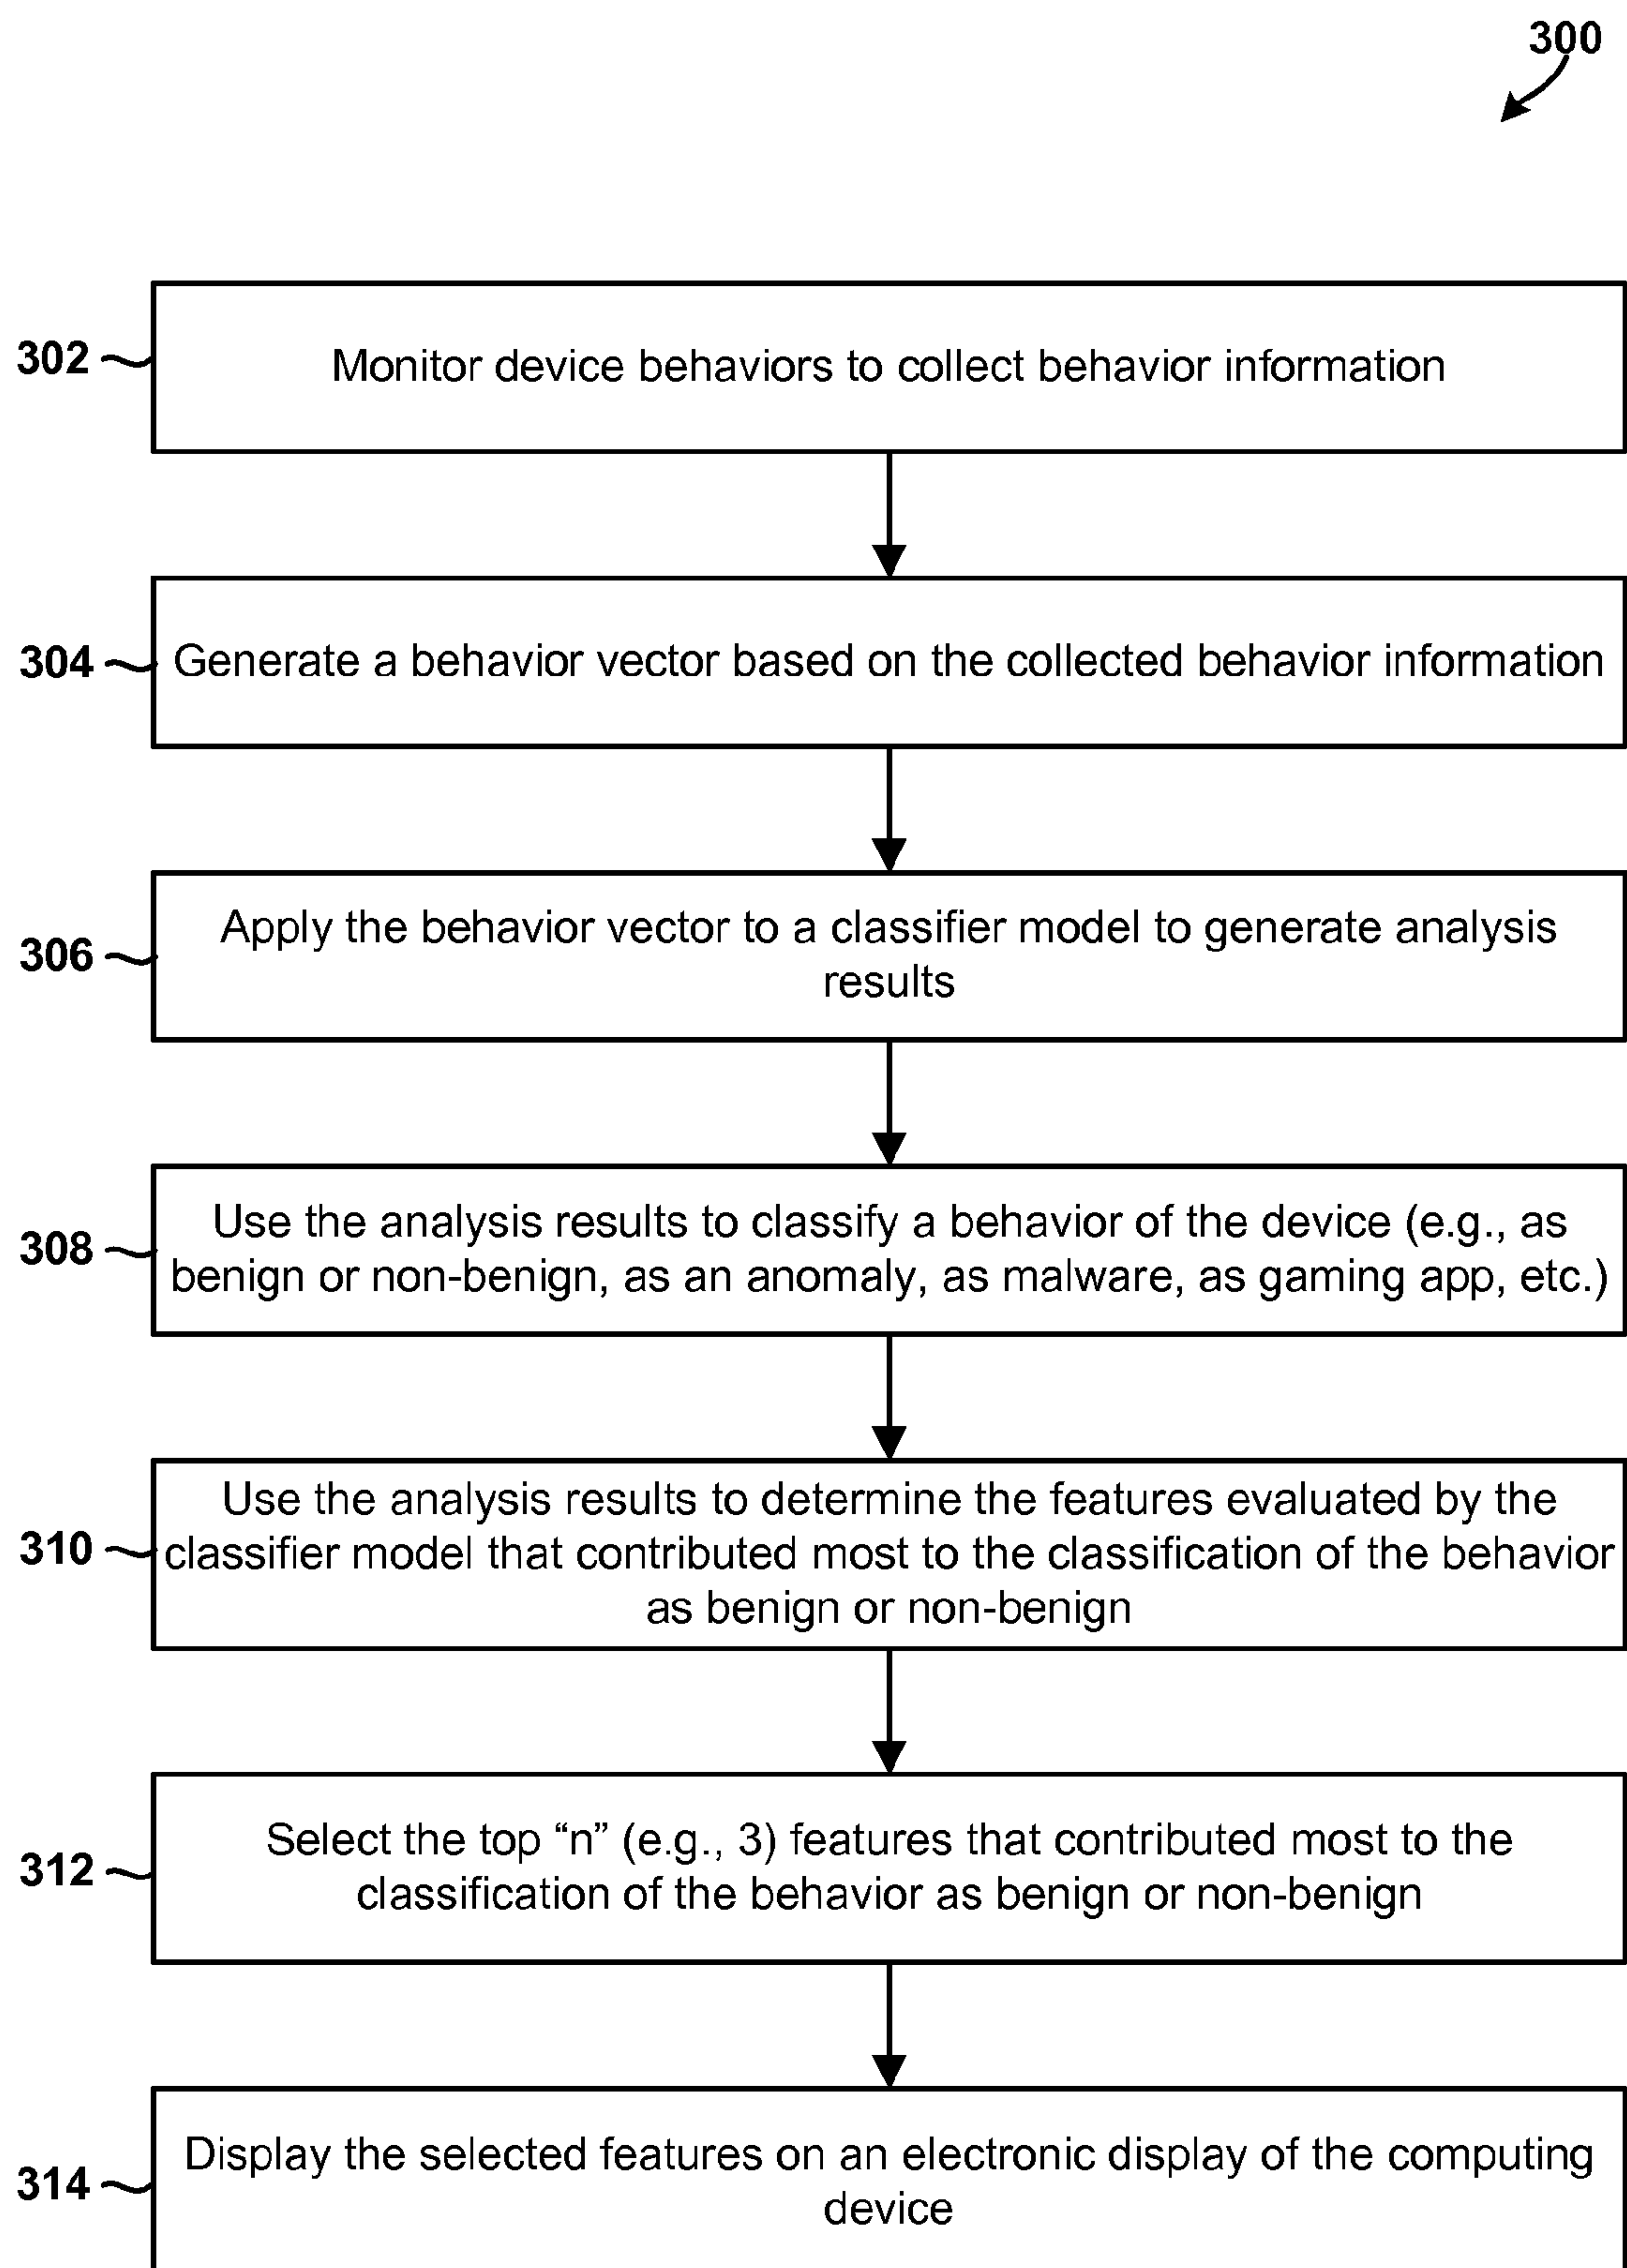 300
302
Monitor device behaviors to collect behavior information
304
Generate a behavior vector based on the collected behavior information
306
Apply the behavior vector to a classifier model to generate analysis
results
308
Use the analysis results to classify a behavior of the device (e.g., as
benign or non-benign, as an anomaly, as malware, as gaming app, etc.)
310
Use the analysis results to determine the features evaluated by the
classifier model that contributed most to the classification of the behavior
as benign or non-benign
312
Select the top “n” (e.g., 3) features that contributed most to the
classification of the behavior as benign or non-benign
314
Display the selected features on an electronic display of the computing
device